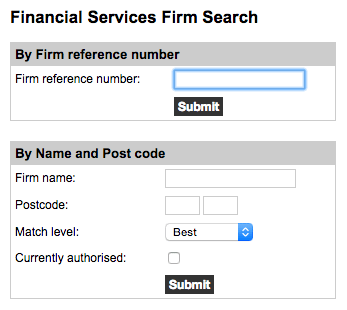 Financial Services Firm Search
By Firm reference number
Firm reference number:
Submit
By Name and Post code
Firm name:
Postcode:
Match level: Best
Currently authorised:
Submit